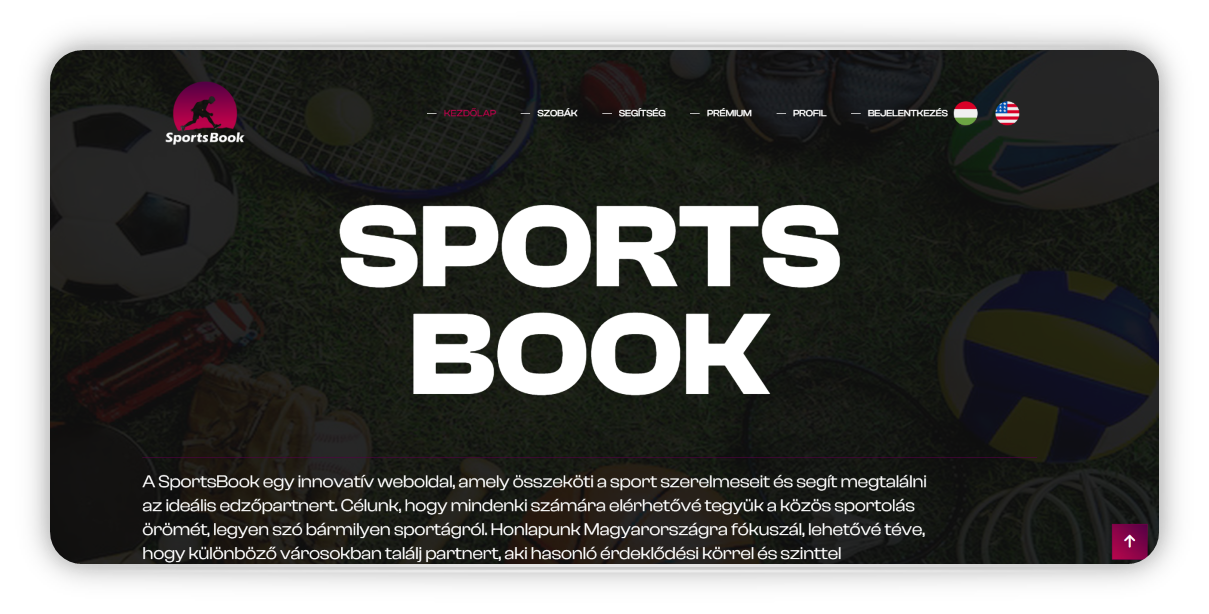 SportsBook
— KEZDŐLAP — SZOBÁK — SEGÍTSÉG — PRÉMIUM — PROFIL — BEJELENTKEZÉS
SPORTS
BOOK
A SportsBook egy innovatív weboldal, amely összeköti a sport szerelmeseit és segít megtalálni
az ideális edzőpartnert. Célunk, hogy mindenki számára elérhetővé tegyük a közös sportolás
örömét, legyen szó bármilyen sportágról. Honlapunk Magyarországra fókuszál, lehetővé téve,
hogy különböző városokban találj partnert, aki hasonló érdeklődési körrel és szinttel